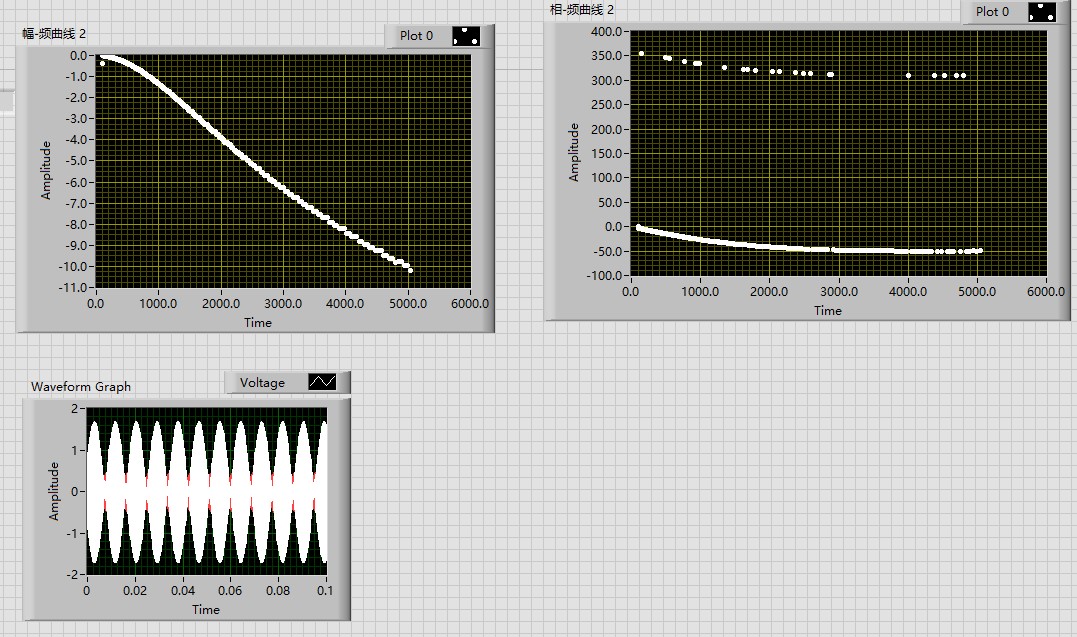 幅-频曲线 2
Plot 0
0.0
-1.0
-2.0
-3.0
-4.0
-5.0
-6.0
-7.0
-8.0
-9.0
-10.0
-11.0
Amplitude
0.0 1000.0 2000.0 3000.0 4000.0 5000.0 6000.0
Time
相-频曲线 2
Plot 0
400.0
350.0
300.0
250.0
200.0
150.0
100.0
50.0
0.0
-50.0
-100.0
Amplitude
0.0 1000.0 2000.0 3000.0 4000.0 5000.0 6000.0
Time
Waveform Graph
Voltage
2
1
0
-1
-2
Amplitude
0 0.02 0.04 0.06 0.08 0.1
Time